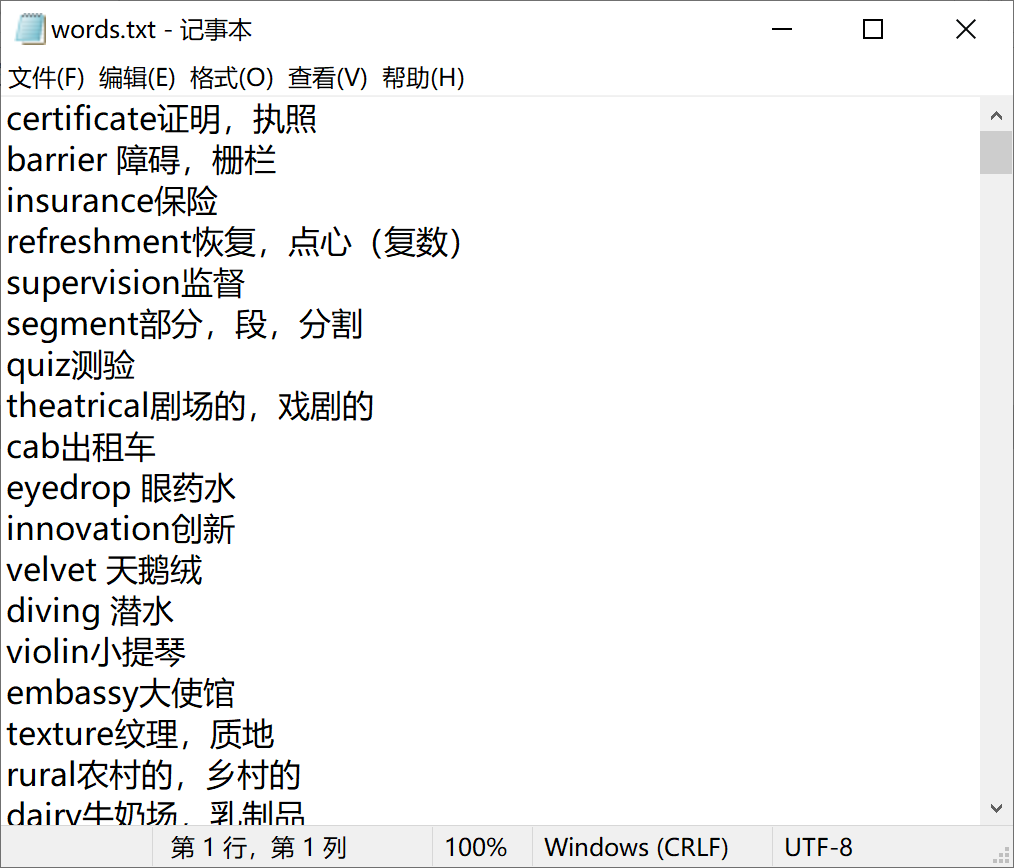 words.txt - 记事本
文件(F) 编辑(E) 格式(O) 查看(V) 帮助(H)
certificate证明，执照
barrier 障碍，栅栏
insurance保险
refreshment恢复，点心（复数）
supervision监督
segment部分，段，分割
quiz测验
theatrical剧场的，戏剧的
cab出租车
eyedrop 眼药水
innovation创新
velvet 天鹅绒
diving 潜水
violin小提琴
embassy大使馆
texture纹理，质地
rural农村的，乡村的
dairy牛奶场，乳制品
第 1 行，第 1 列 100% Windows (CRLF) UTF-8